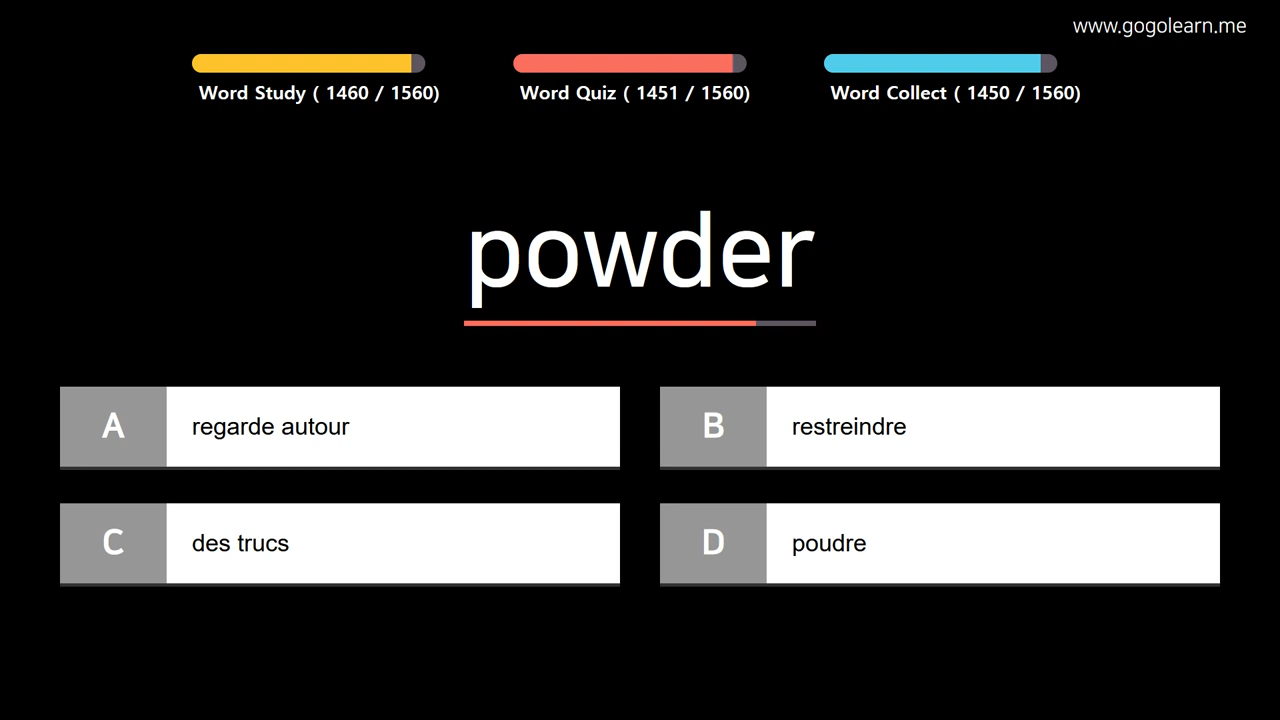 www.gogolearn.me
Word Study ( 1460 / 1560)
Word Quiz ( 1451 / 1560)
Word Collect ( 1450 / 1560)
powder
A regarde autour
B restreindre
C des trucs
D poudre